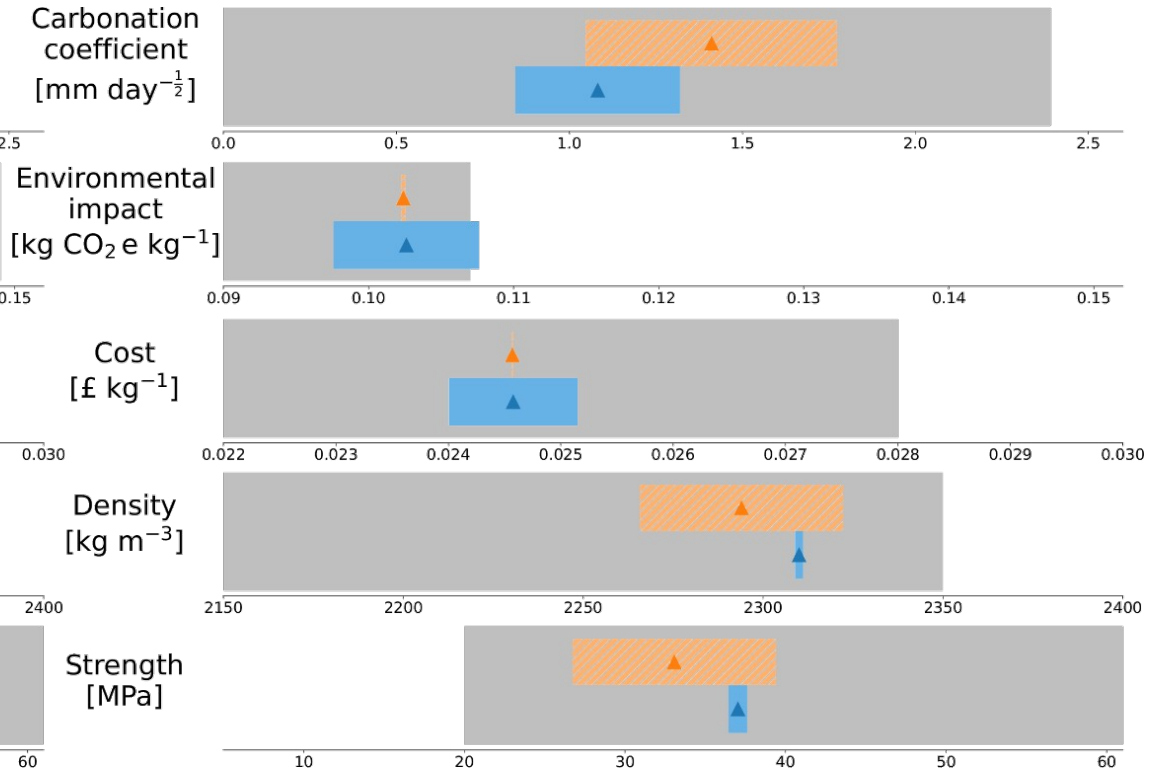 Carbonation
coefficient
[mm day−1/2]
2.5 0.0 0.5 1.0 1.5 2.0 2.5
Environmental
impact
[kg CO2 e kg−1]
0.15 0.09 0.10 0.11 0.12 0.13 0.14 0.15
Cost
[£ kg−1]
0.030 0.022 0.023 0.024 0.025 0.026 0.027 0.028 0.029 0.030
Density
[kg m−3]
2400 2150 2200 2250 2300 2350 2400
Strength
[MPa]
60 10 20 30 40 50 60